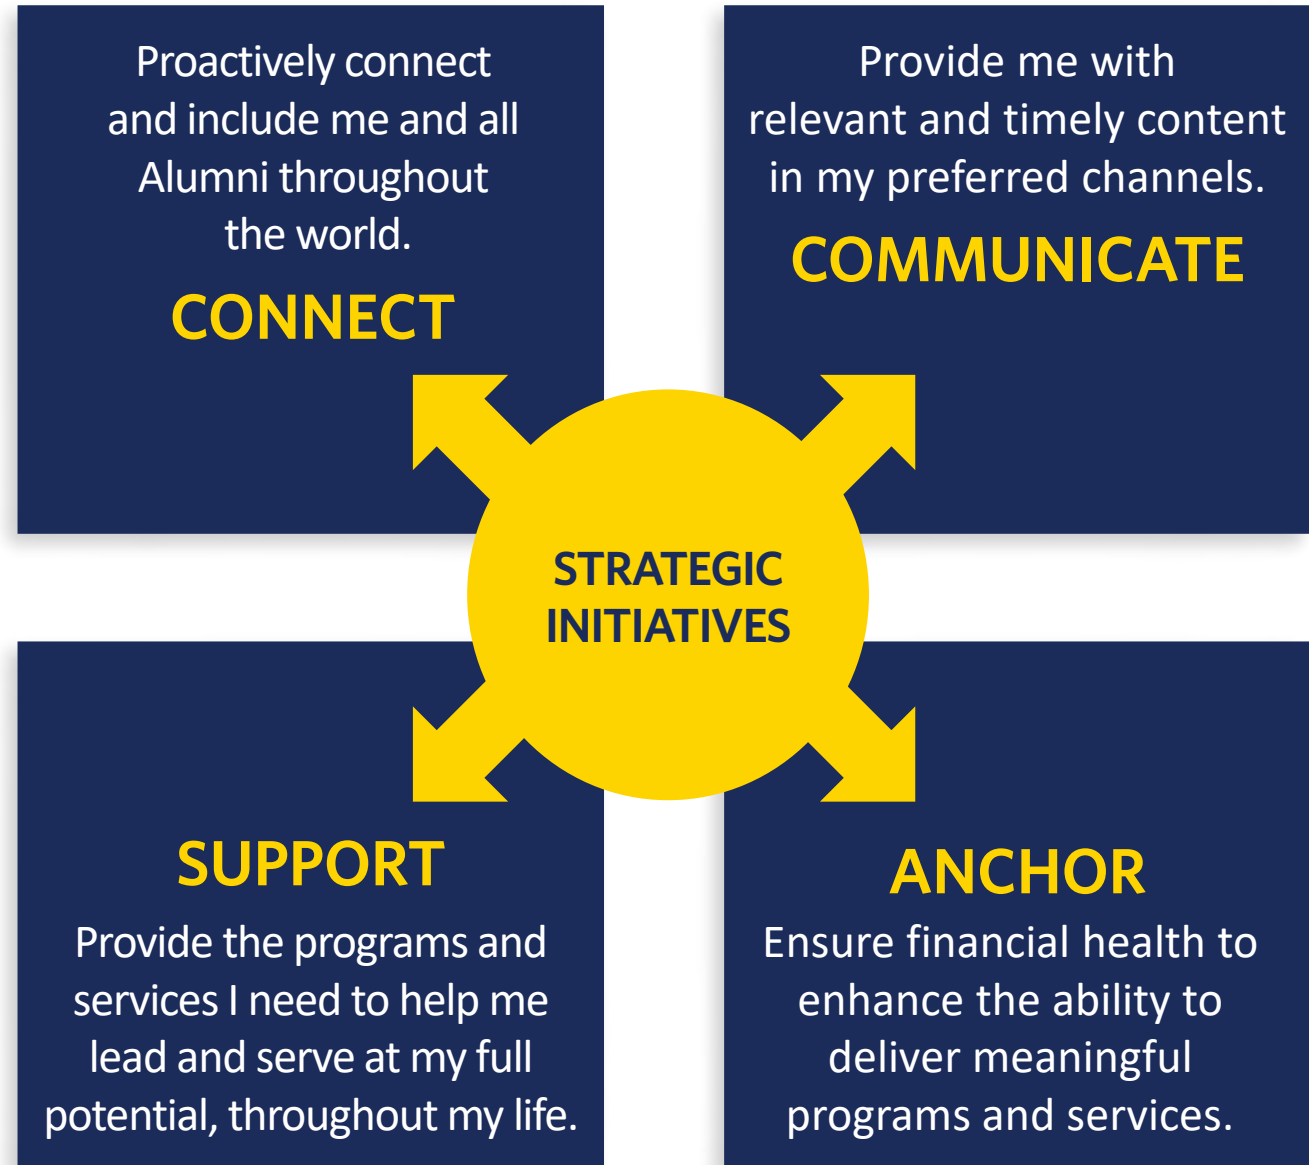 Proactively connect
and include me and all
Alumni throughout
the world.
CONNECT
Provide me with
relevant and timely content
in my preferred channels.
COMMUNICATE
STRATEGIC
INITIATIVES
SUPPORT
Provide the programs and
services I need to help me
lead and serve at my full
potential, throughout my life.
ANCHOR
Ensure financial health to
enhance the ability to
deliver meaningful
programs and services.